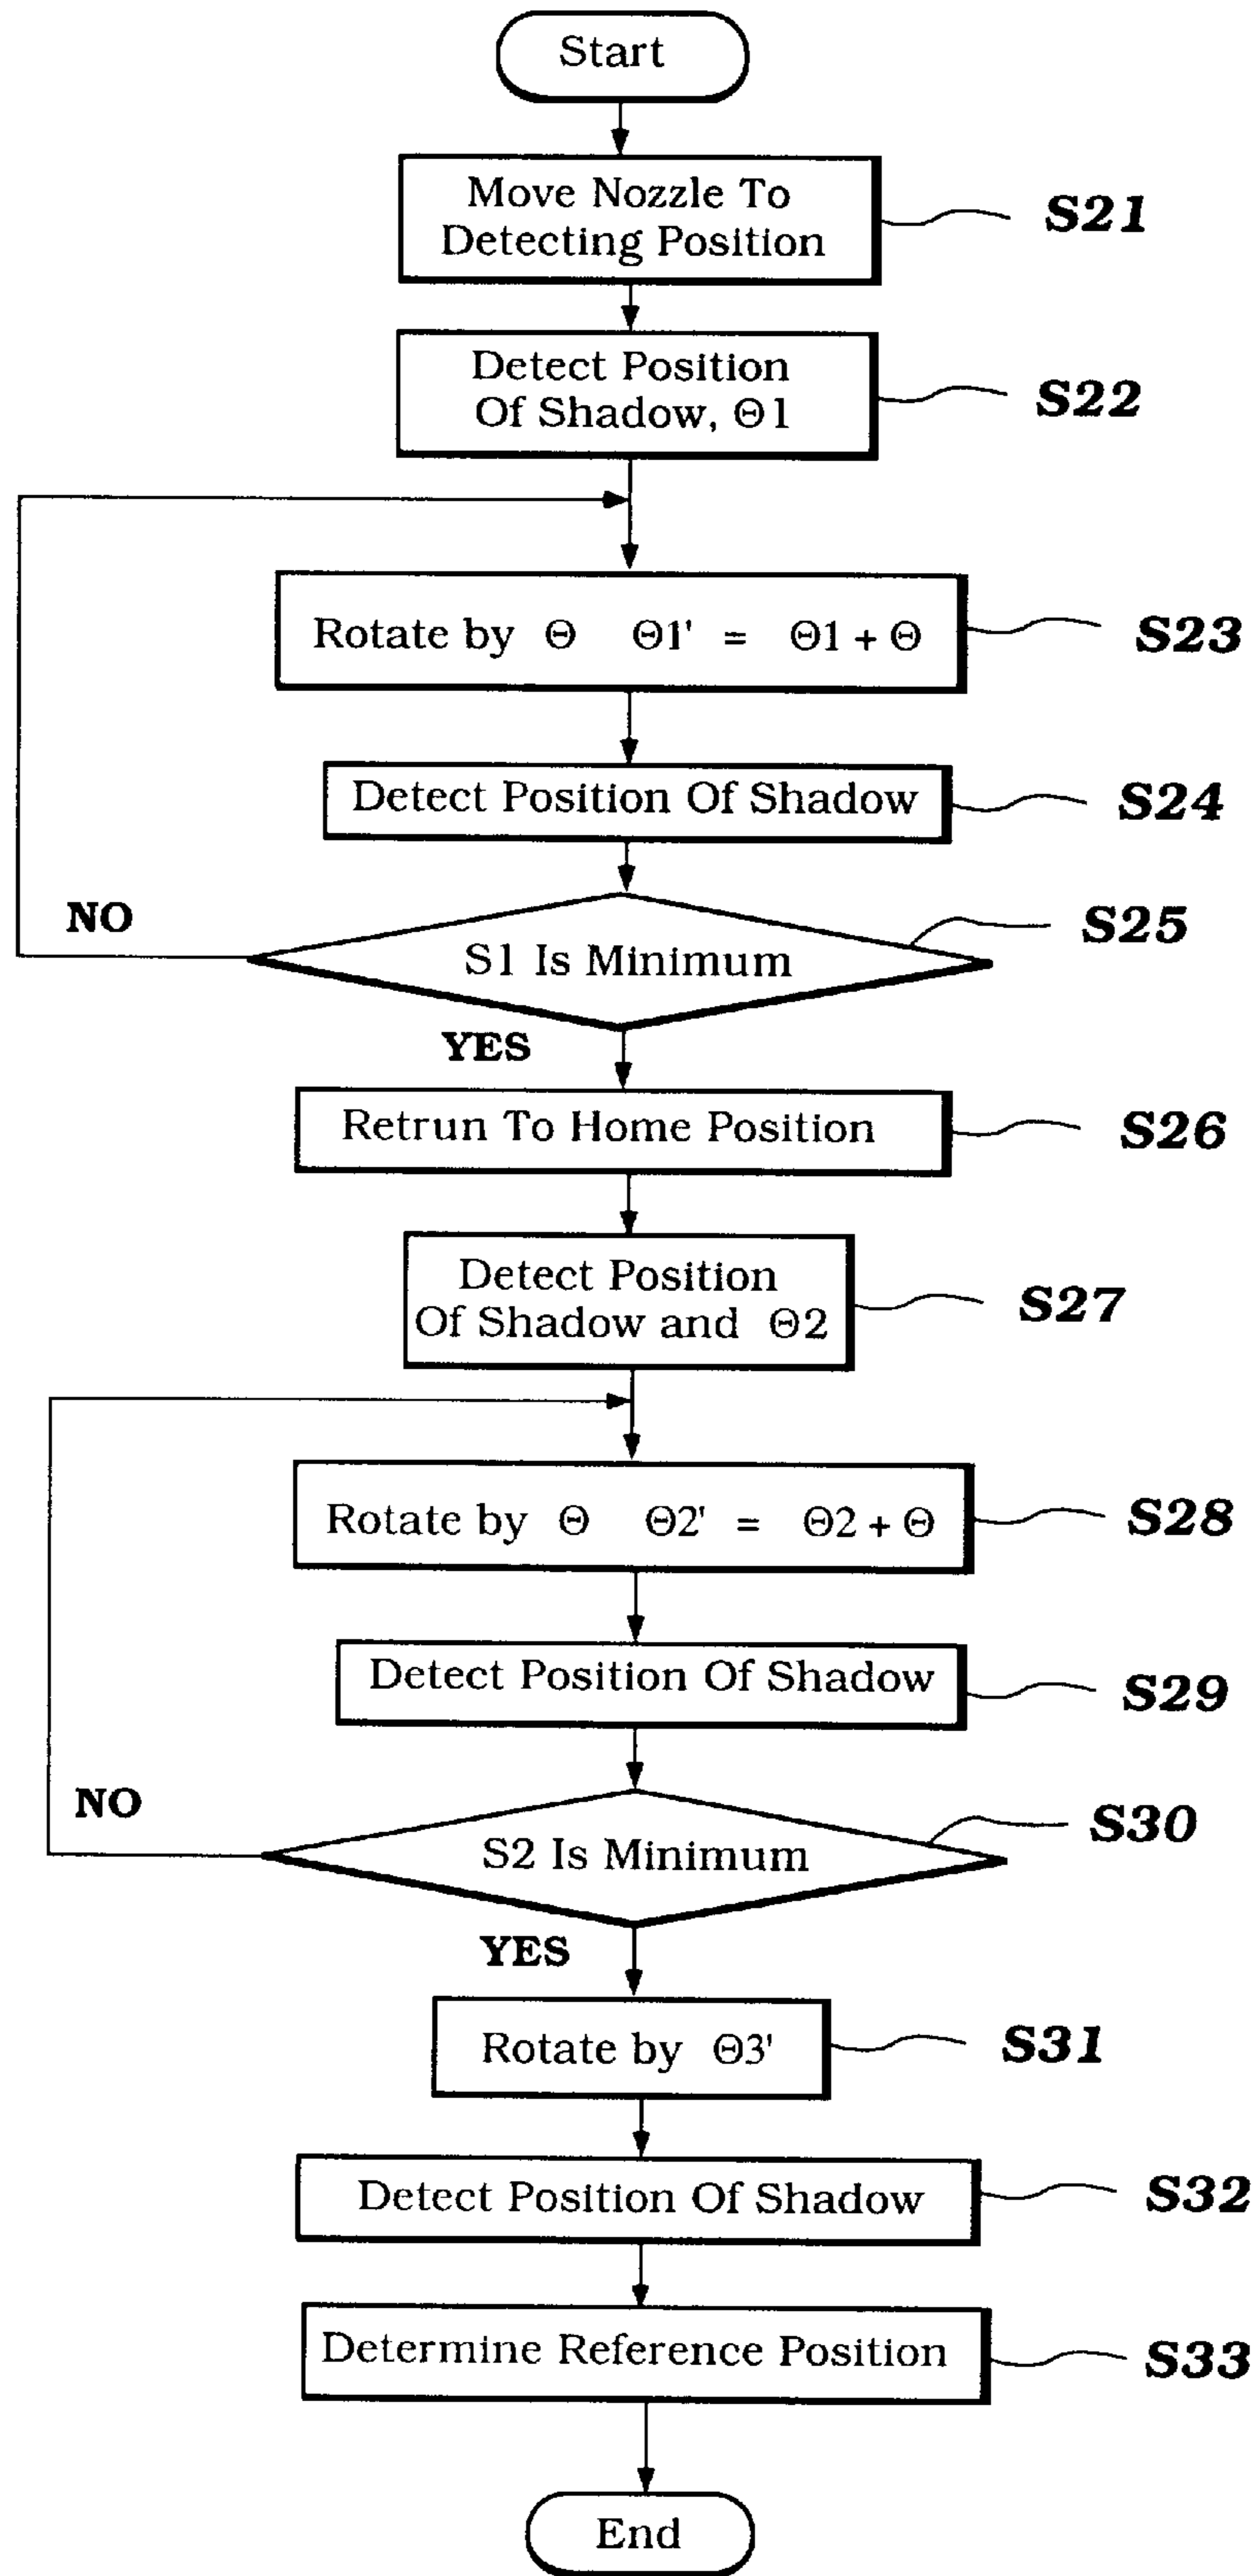 Start
Move Nozzle To
Detecting Position
S21
Detect Position
Of Shadow, Θ1
S22
Rotate by Θ Θ1' = Θ1 + Θ
S23
Detect Position Of Shadow
S24
NO
S1 Is Minimum
S25
YES
Retrun To Home Position
S26
Detect Position
Of Shadow and Θ2
S27
Rotate by Θ Θ2' = Θ2 + Θ
S28
Detect Position Of Shadow
S29
NO
S2 Is Minimum
S30
YES
Rotate by Θ3'
S31
Detect Position Of Shadow
S32
Determine Reference Position
S33
End